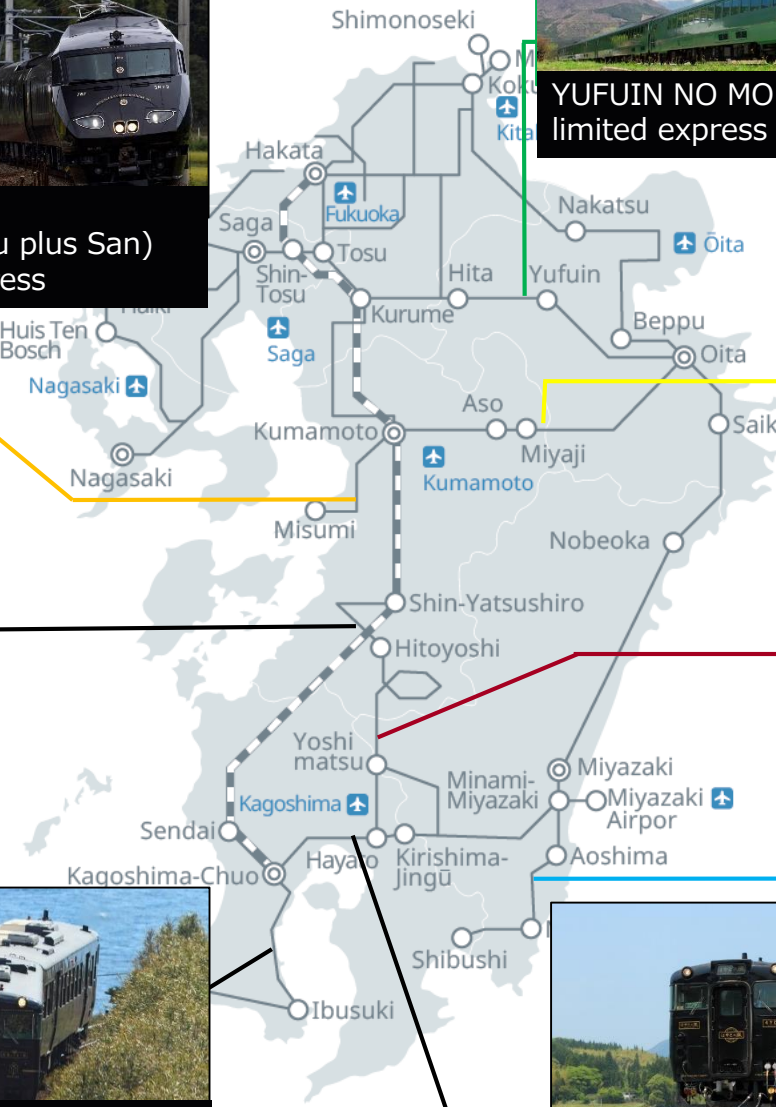 Shimonoseki
M
Koku
YUFUIN NO MO
limited express
Kita
Hakata
Fukuoka
u plus San)
ess
Saga
Shin-
Tosu
Tosu
Nakatsu
Ōita
Hita
Yufuin
Kurume
Haiki
Huis Ten
Bosch
Saga
Beppu
Oita
Nagasaki
Aso
Miyaji
Kumamoto
Saik
Nagasaki
Kumamoto
Misumi
Nobeoka
Shin-Yatsushiro
Hitoyoshi
Yoshi
matsu
Minami-
Miyazaki
Miyazaki
Miyazaki
Airpor
Kagoshima
Sendai
Hayato
Kirishima-
Jingū
Aoshima
Kagoshima-Chuo
Shibushi
Ibusuki